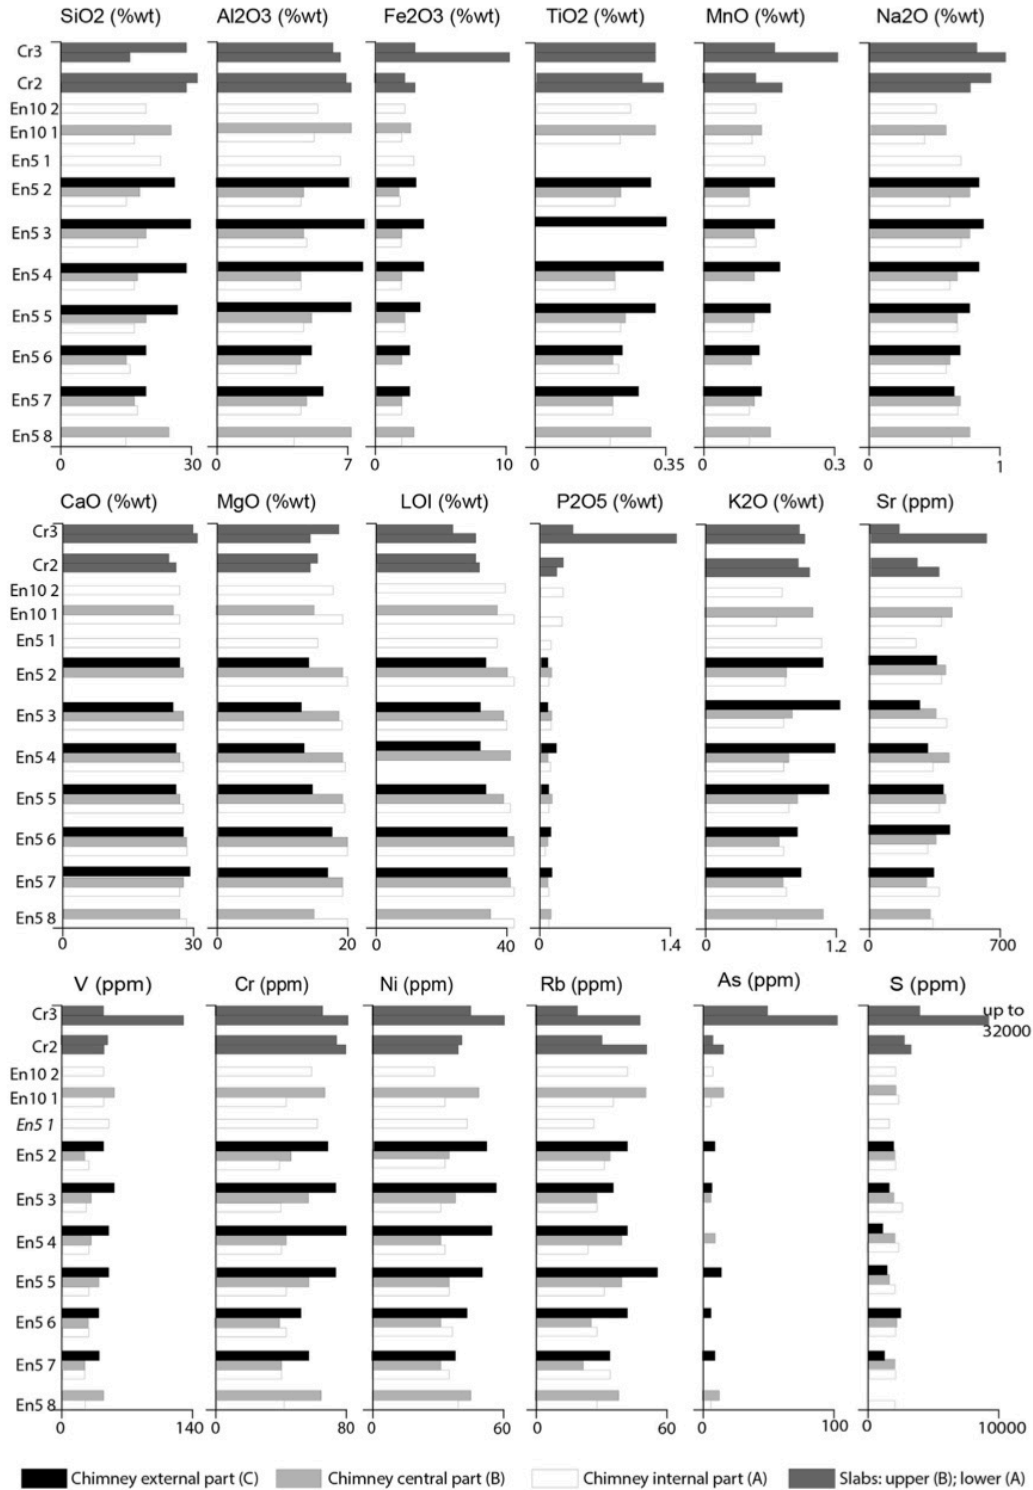 SiO2 (%wt) Al2O3 (%wt) Fe2O3 (%wt) TiO2 (%wt) MnO (%wt) Na2O (%wt)
Cr3
Cr2
En10 2
En10 1
En5 1
En5 2
En5 3
En5 4
En5 5
En5 6
En5 7
En5 8
0 30 0 7 0 10 0 0.35 0 0.3 0 1
CaO (%wt) MgO (%wt) LOI (%wt) P2O5 (%wt) K2O (%wt) Sr (ppm)
Cr3
Cr2
En10 2
En10 1
En5 1
En5 2
En5 3
En5 4
En5 5
En5 6
En5 7
En5 8
0 30 0 20 0 40 0 1.4 0 1.2 0 700
V (ppm) Cr (ppm) Ni (ppm) Rb (ppm) As (ppm) S (ppm)
Cr3 up to
32000
Cr2
En10 2
En10 1
En5 1
En5 2
En5 3
En5 4
En5 5
En5 6
En5 7
En5 8
0 140 0 80 0 60 0 60 0 100 0 10000
Chimney external part (C) Chimney central part (B) Chimney internal part (A) Slabs: upper (B); lower (A)